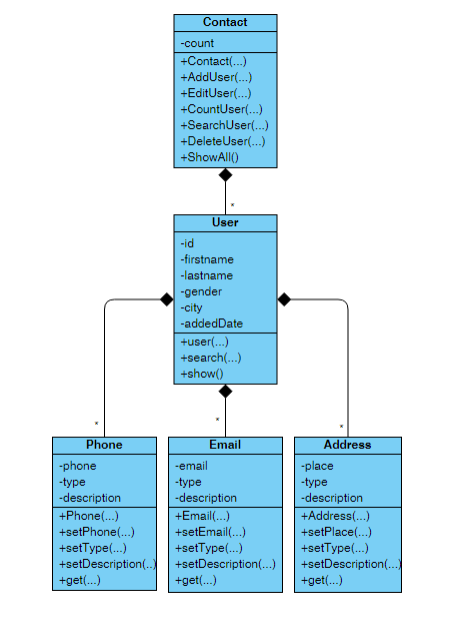 Contact
-count
+Contact(...)
+AddUser(...)
+EditUser(...)
+CountUser(...)
+SearchUser(...)
+DeleteUser(...)
+ShowAll()
*
User
-id
-firstname
-lastname
-gender
-city
-addedDate
+user(...)
+search(...)
+show()
*
*
*
Phone
-phone
-type
-description
+Phone(...)
+setPhone(...)
+setType(...)
+setDescription(..)
+get(...)
Email
-email
-type
-description
+Email(...)
+setEmail(...)
+setType(...)
+setDescription(...)
+get(...)
Address
-place
-type
-description
+Address(...)
+setPlace(...)
+setType(...)
+setDescription(...)
+get(...)